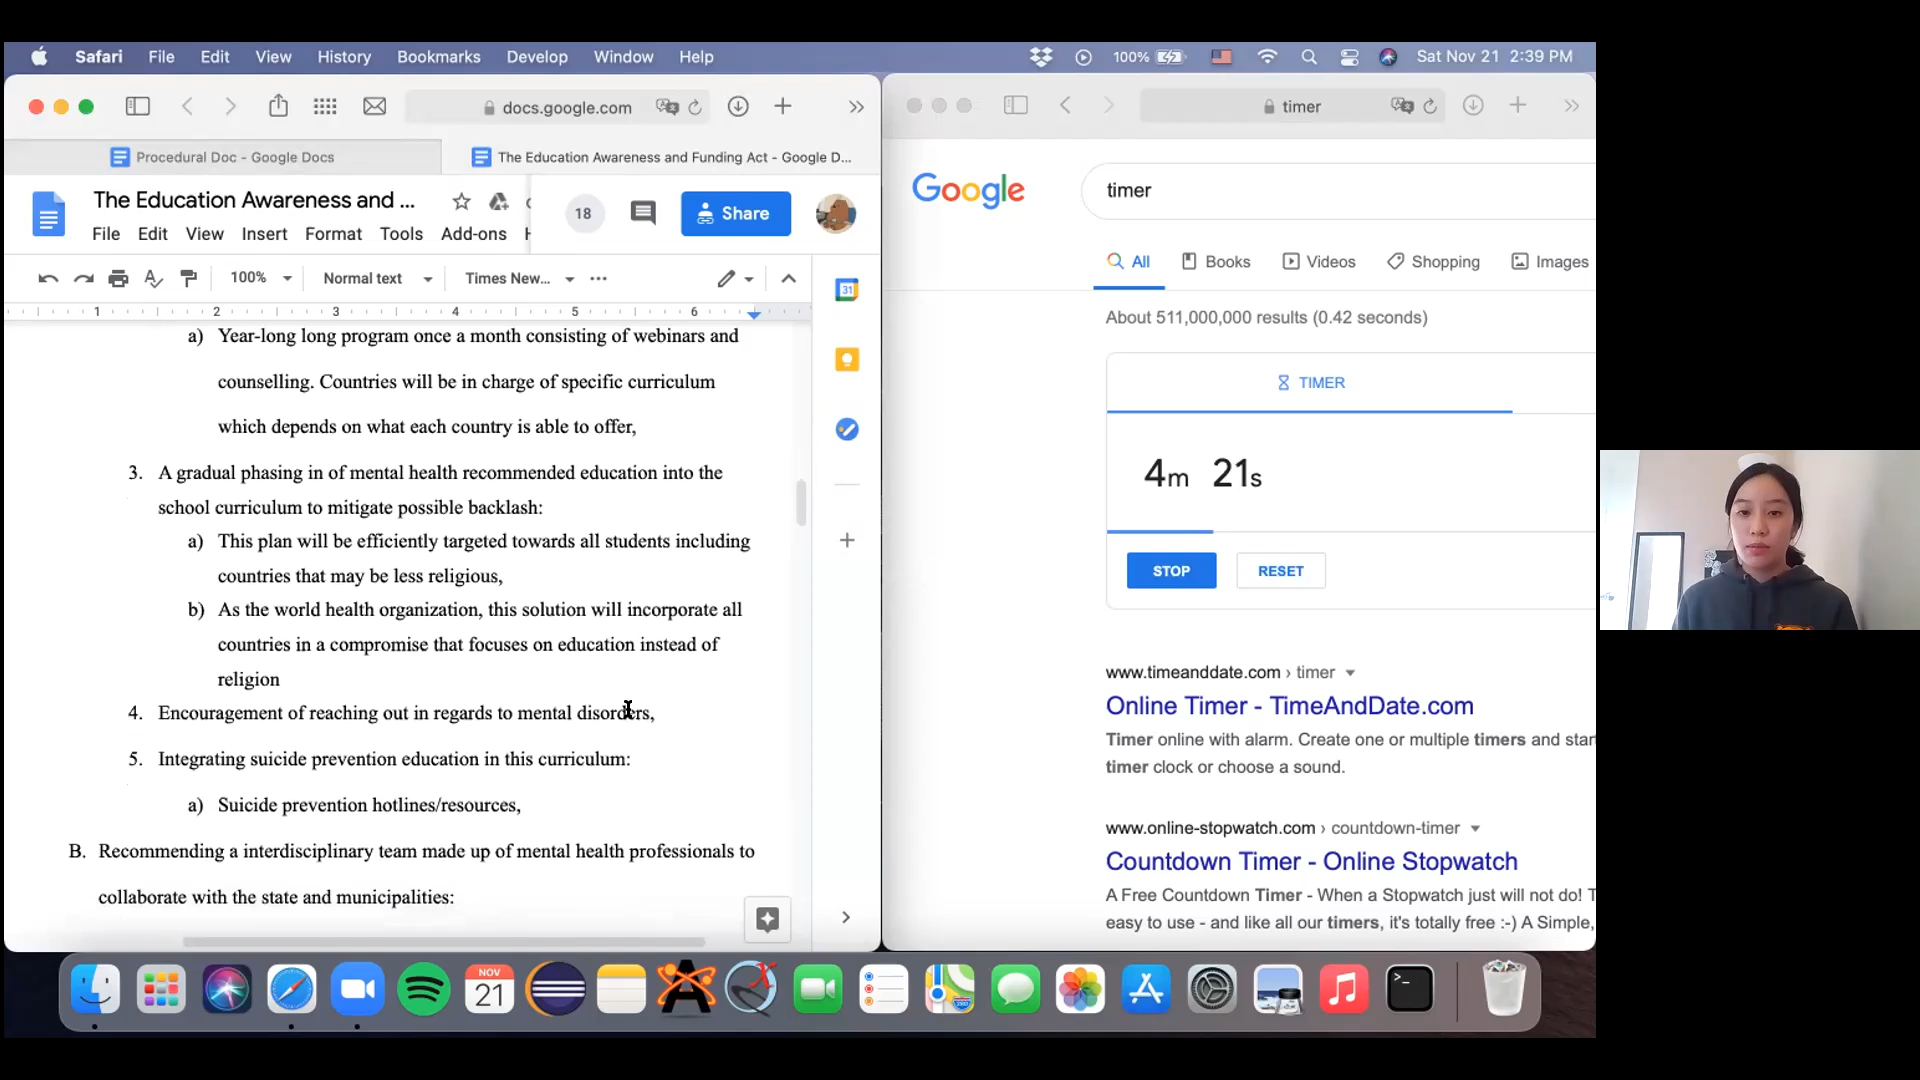 Safari File Edit View History Bookmarks Develop Window Help 100% Sat Nov 21 2:39 PM
docs.google.com
timer
Procedural Doc - Google Docs
The Education Awareness and Funding Act - Google D...
The Education Awareness and ...
18
Share
File Edit View Insert Format Tools Add-ons
100% Normal text Times New...
1 2 3 4 5 6
31
a) Year-long long program once a month consisting of webinars and
counselling. Countries will be in charge of specific curriculum
which depends on what each country is able to offer,
3. A gradual phasing in of mental health recommended education into the
school curriculum to mitigate possible backlash:
a) This plan will be efficiently targeted towards all students including
countries that may be less religious,
b) As the world health organization, this solution will incorporate all
countries in a compromise that focuses on education instead of
religion
4. Encouragement of reaching out in regards to mental disorders,
5. Integrating suicide prevention education in this curriculum:
a) Suicide prevention hotlines/resources,
B. Recommending a interdisciplinary team made up of mental health professionals to
collaborate with the state and municipalities:
Google
timer
All Books Videos Shopping Images
About 511,000,000 results (0.42 seconds)
TIMER
4m 21s
STOP RESET
www.timeanddate.com › timer
Online Timer - TimeAndDate.com
Timer online with alarm. Create one or multiple timers and star
timer clock or choose a sound.
www.online-stopwatch.com › countdown-timer
Countdown Timer - Online Stopwatch
A Free Countdown Timer - When a Stopwatch just will not do! T
easy to use - and like all our timers, it's totally free :-) A Simple,
NOV
21